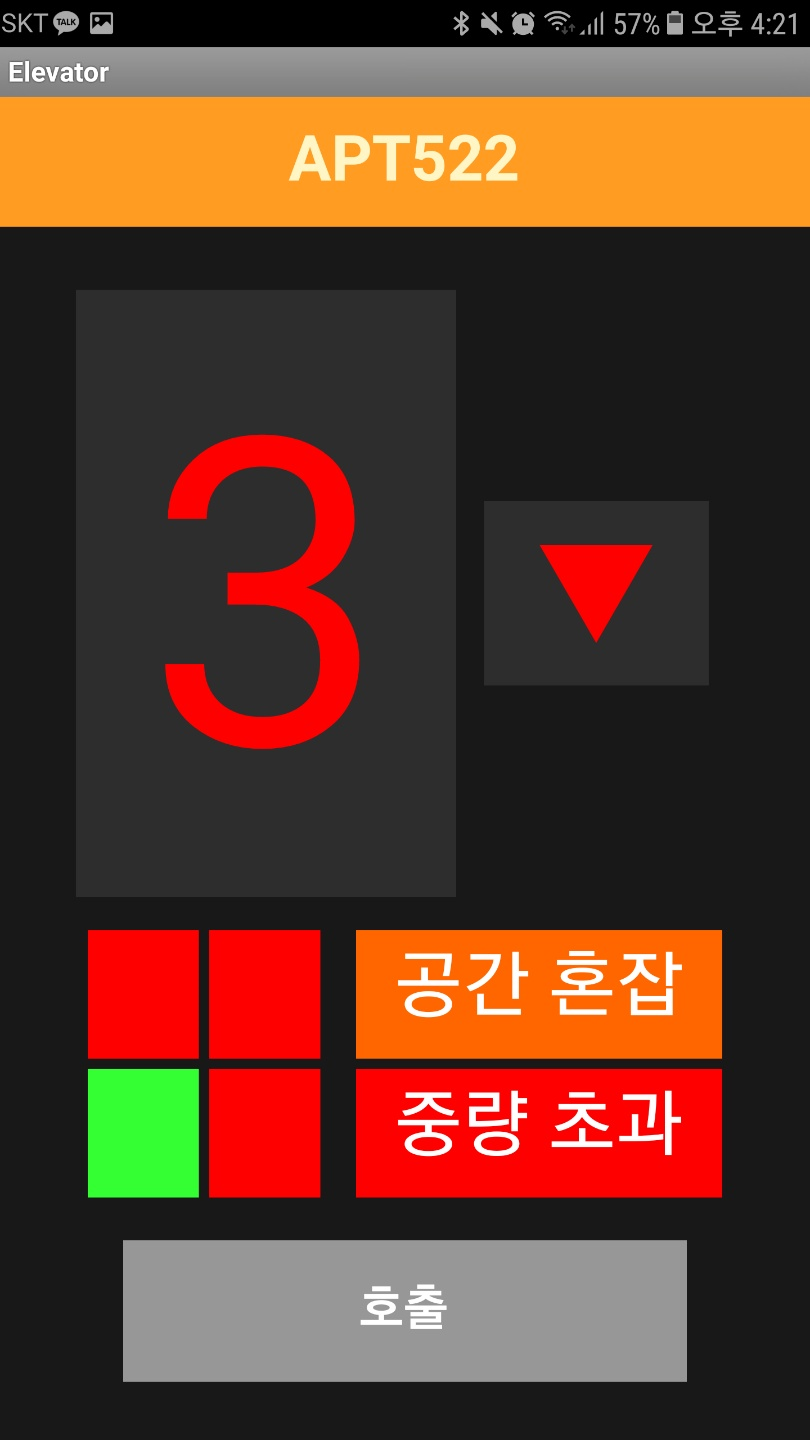 SKT TALK 57% 오후 4:21
Elevator
APT522
3
공간 혼잡
중량 초과
호출